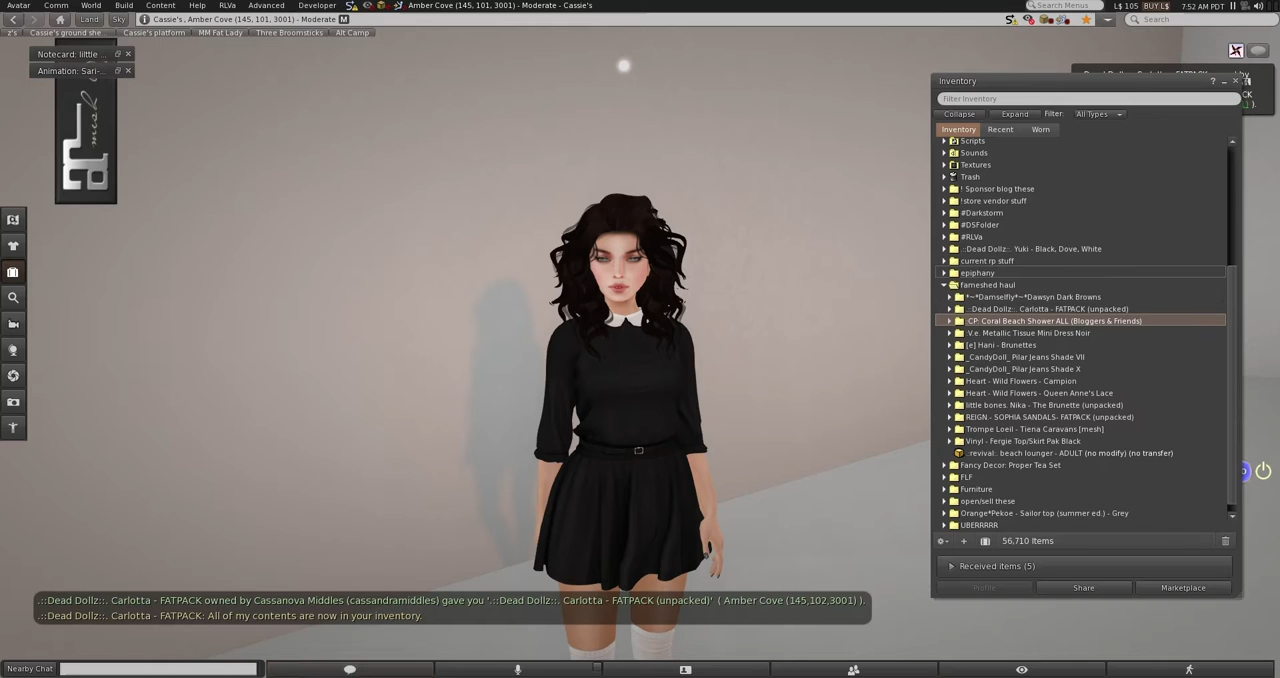 Avatar Comm World Build Content Help RLVa Advanced Developer Amber Cove (145, 101, 3001) - Moderate - Cassie's Search Menus L$ 105 BUY L$ 7:52 AM PDT
Land Sky Cassie's, Amber Cove (145, 101, 3001) - Moderate M Search
z's Cassie's ground she Cassie's platform MM Fat Lady Three Broomsticks Alt Camp
Notecard: lilttle ...
Animation: Sari-...
mesh
Inventory
Filter Inventory
Collapse Expand Filter: All Types
Inventory Recent Worn
Scripts
Sounds
Textures
Trash
! Sponsor blog these
!store vendor stuff
#Darkstorm
#DSFolder
#RLVa
.::Dead Dollz::. Yuki - Black, Dove, White
current rp stuff
epiphany
fameshed haul
*~*Damselfly*~*Dawsyn Dark Browns
.::Dead Dollz::. Carlotta - FATPACK (unpacked)
:CP: Coral Beach Shower ALL (Bloggers & Friends)
:V.e. Metallic Tissue Mini Dress Noir
[e] Hani - Brunettes
_CandyDoll_ Pilar Jeans Shade VII
_CandyDoll_ Pilar Jeans Shade X
Heart - Wild Flowers - Campion
Heart - Wild Flowers - Queen Anne's Lace
little bones. Nika - The Brunette (unpacked)
REIGN.- SOPHIA SANDALS- FATPACK (unpacked)
Trompe Loeil - Tiena Caravans [mesh]
Vinyl - Fergie Top/Skirt Pak Black
..::revival::. beach lounger - ADULT (no modify) (no transfer)
Fancy Decor: Proper Tea Set
FLF
Furniture
open/sell these
Orange*Pekoe - Sailor top (summer ed.) - Grey
UBERRRRR
56,710 Items
Received items (5)
Profile Share Marketplace
.::Dead Dollz::. Carlotta - FATPACK owned by Cassanova Middles (cassandramiddles) gave you '.::Dead Dollz::. Carlotta - FATPACK (unpacked)' ( Amber Cove (145,102,3001) ).
.::Dead Dollz::. Carlotta - FATPACK: All of my contents are now in your inventory.
Nearby Chat